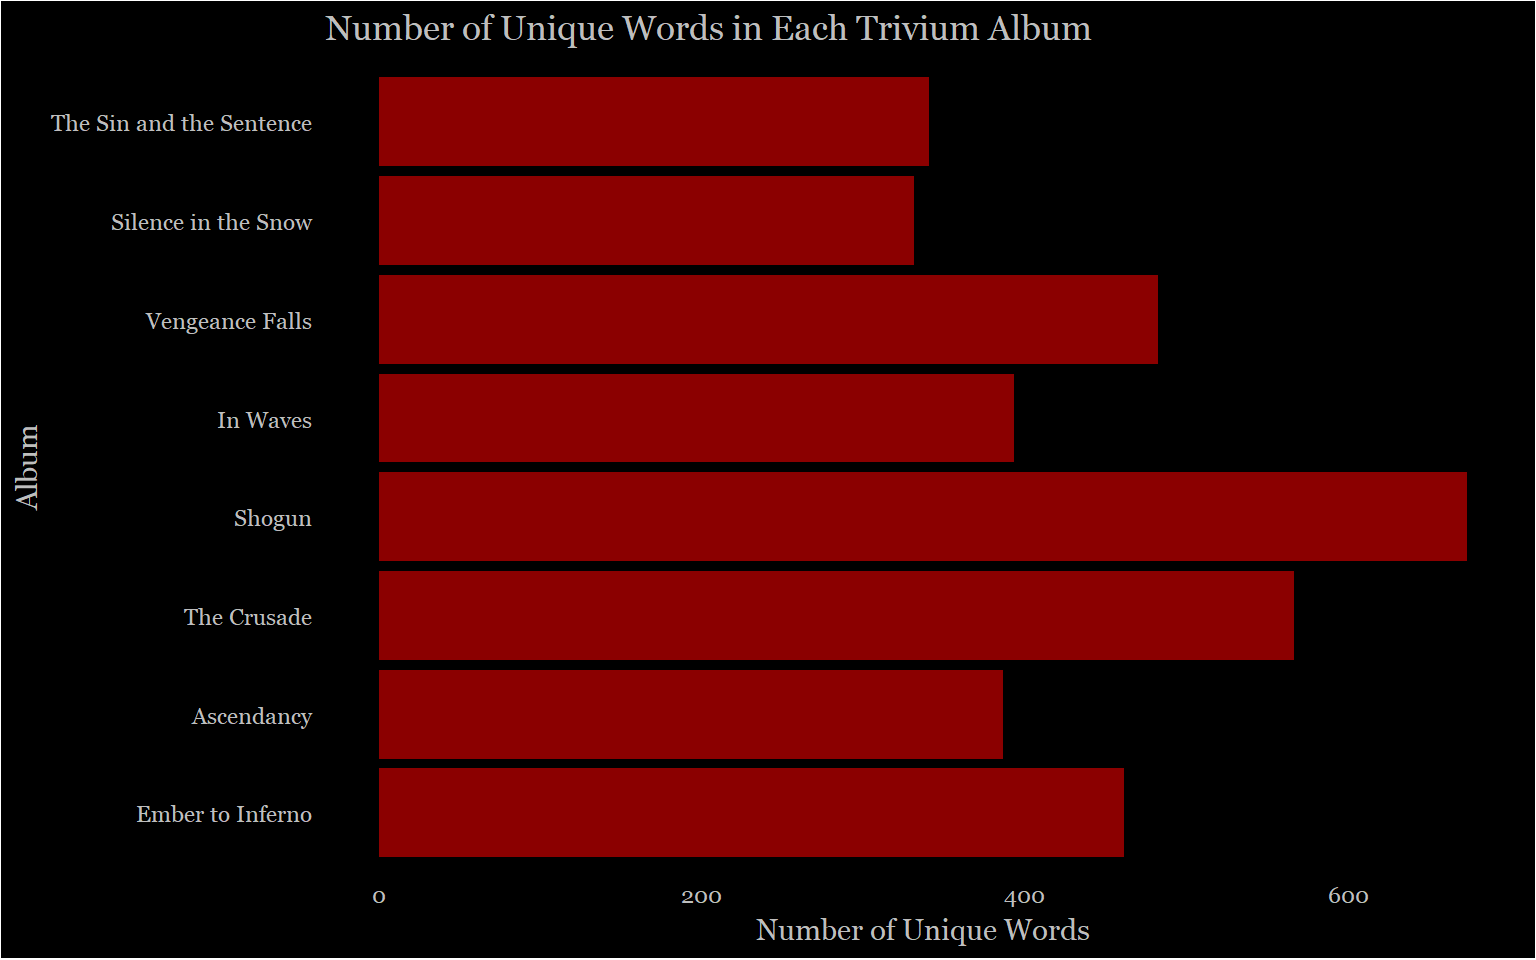 Number of Unique Words in Each Trivium Album
The Sin and the Sentence
Silence in the Snow
Vengeance Falls
In Waves
Shogun
The Crusade
Ascendancy
Ember to Inferno
Album
0 200 400 600
Number of Unique Words